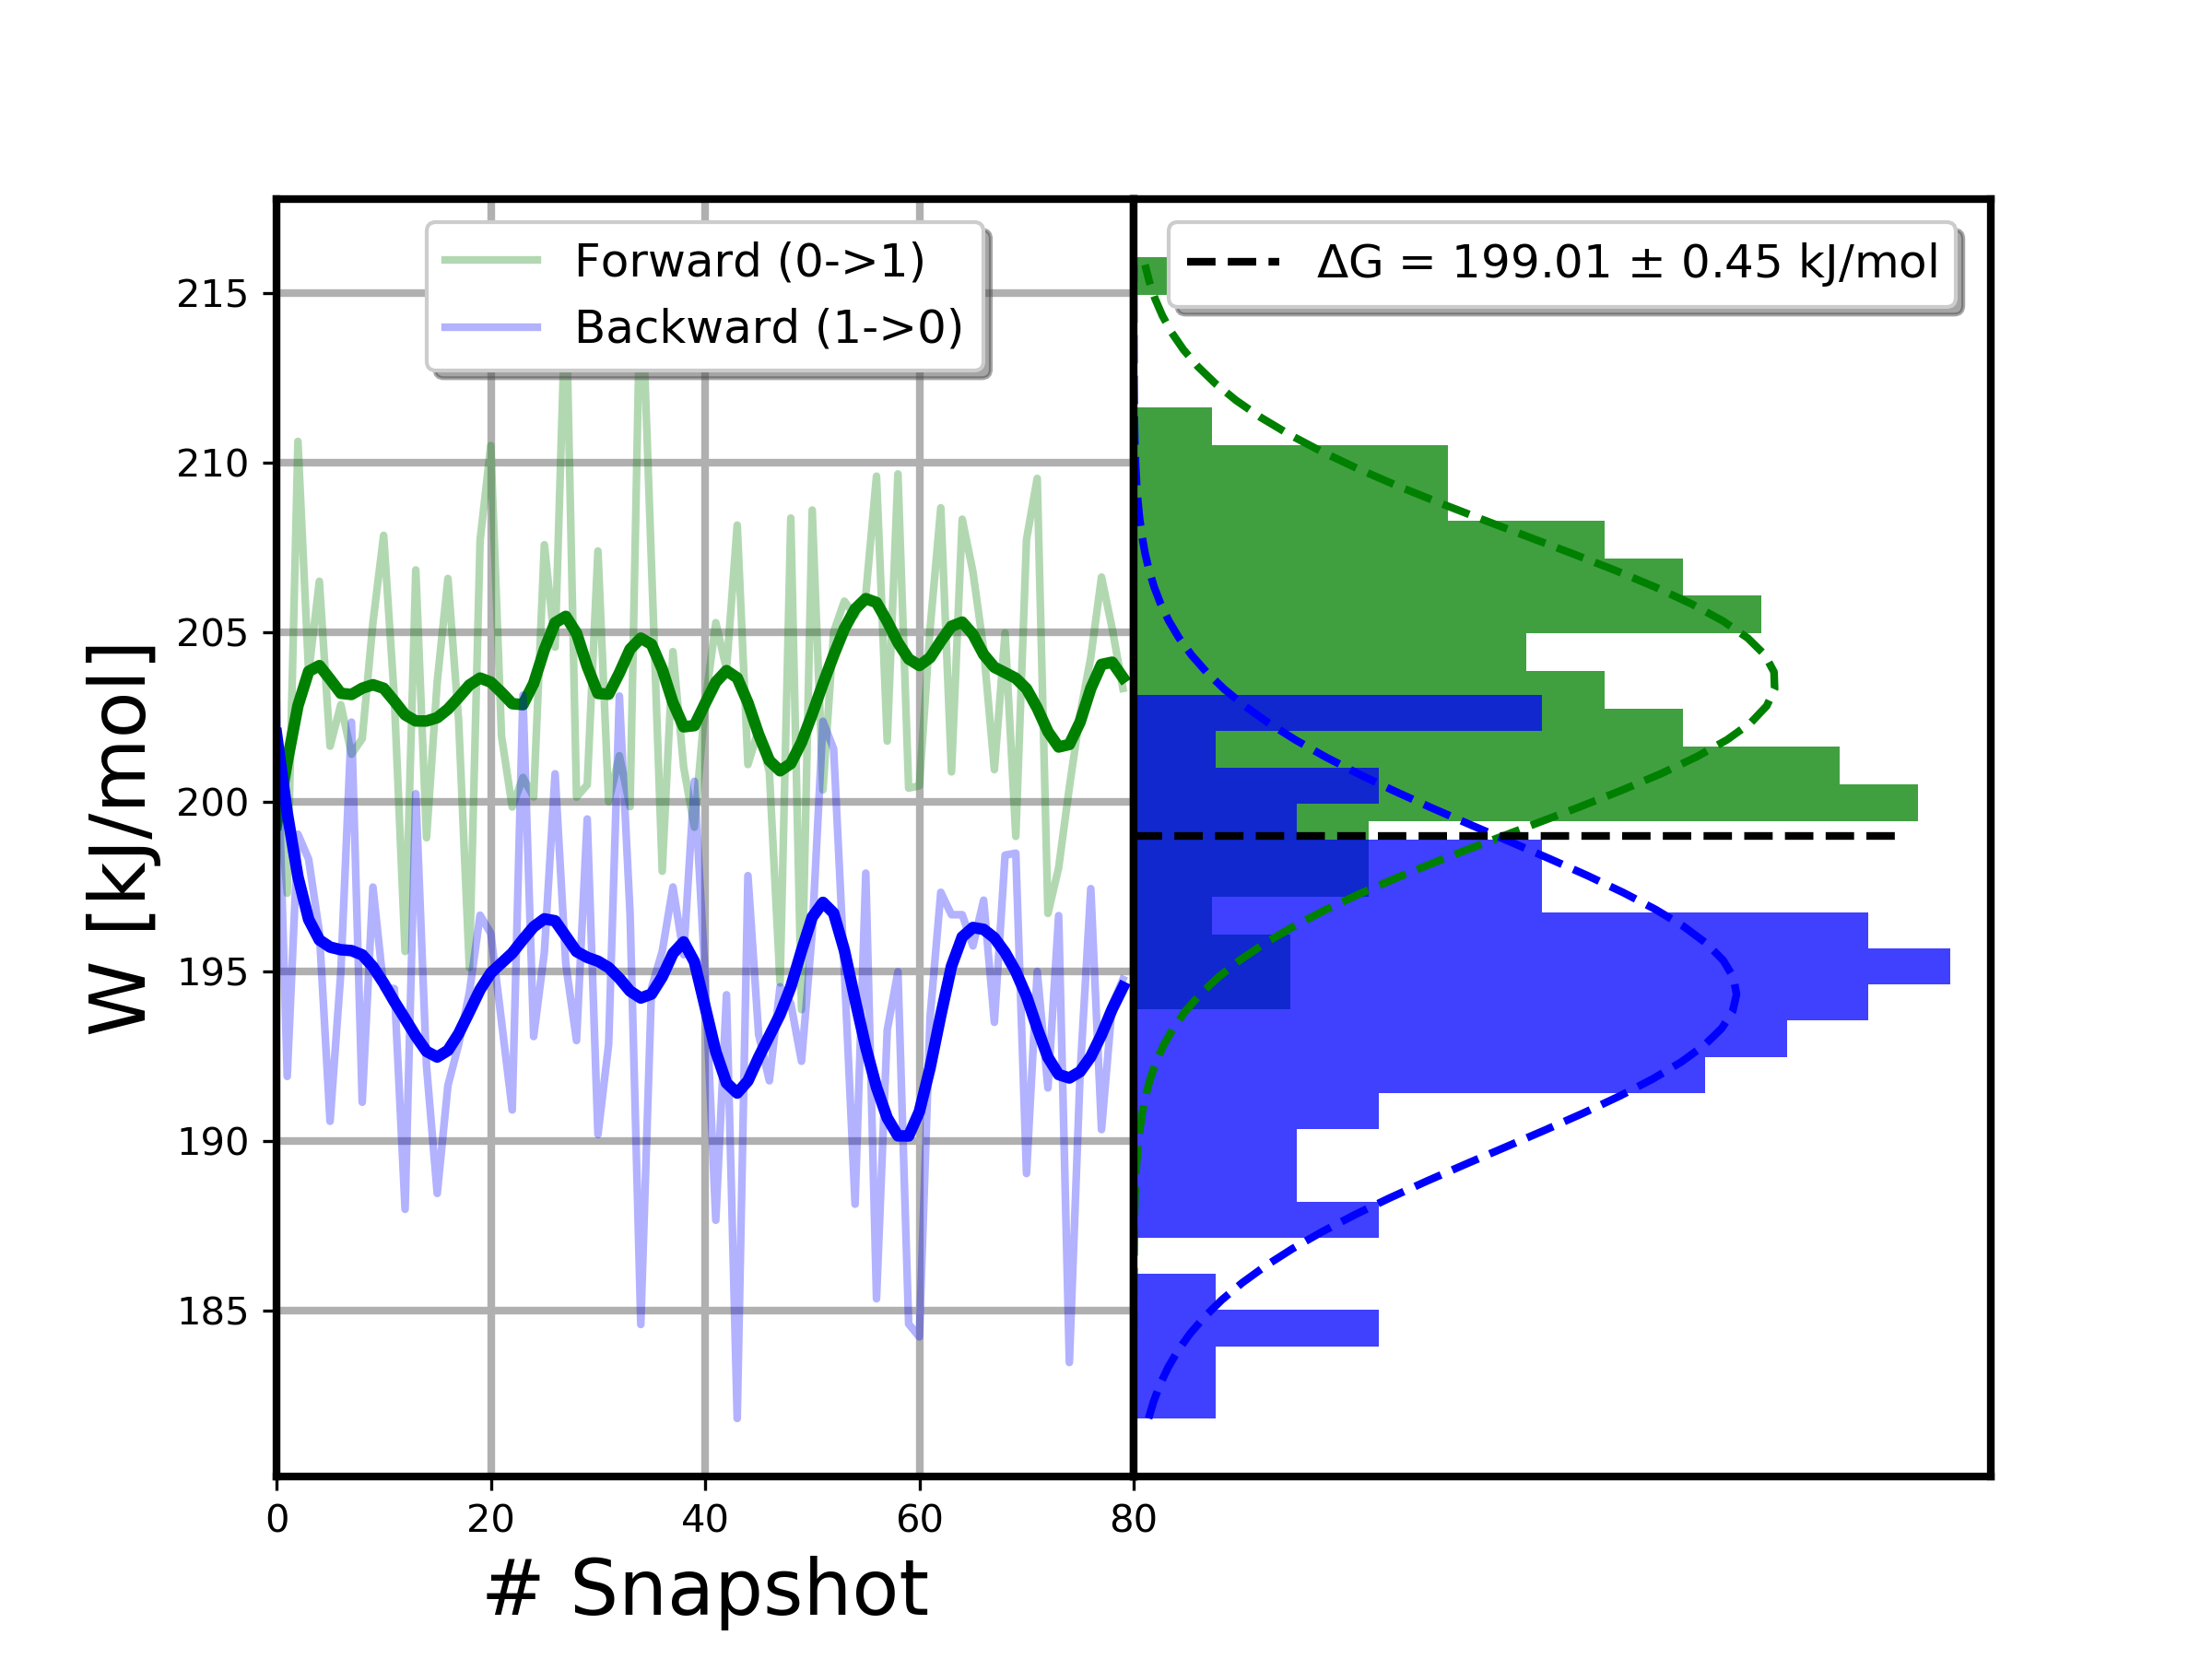 Forward (0->1)
Backward (1->0)
ΔG = 199.01 ± 0.45 kJ/mol
W [kJ/mol]
215
210
205
200
195
190
185
0 20 40 60 80
# Snapshot